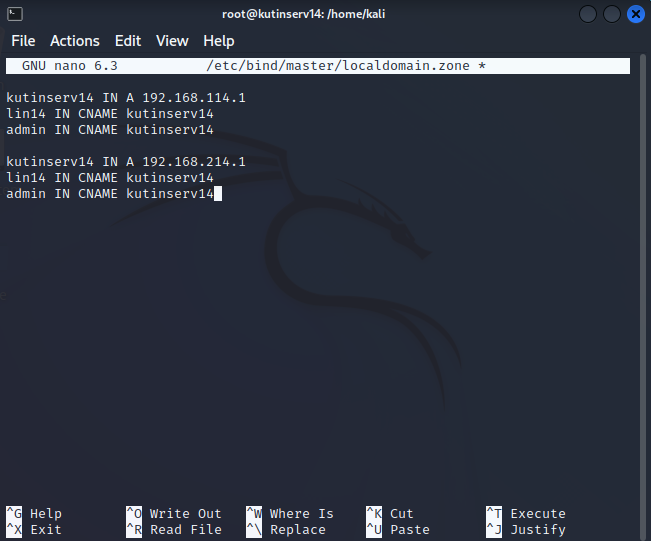 root@kutinserv14: /home/kali
File Actions Edit View Help
GNU nano 6.3 /etc/bind/master/localdomain.zone *
kutinserv14 IN A 192.168.114.1
lin14 IN CNAME kutinserv14
admin IN CNAME kutinserv14
kutinserv14 IN A 192.168.214.1
lin14 IN CNAME kutinserv14
admin IN CNAME kutinserv14
^G Help ^O Write Out ^W Where Is ^K Cut ^T Execute
^X Exit ^R Read File ^\ Replace ^U Paste ^J Justify